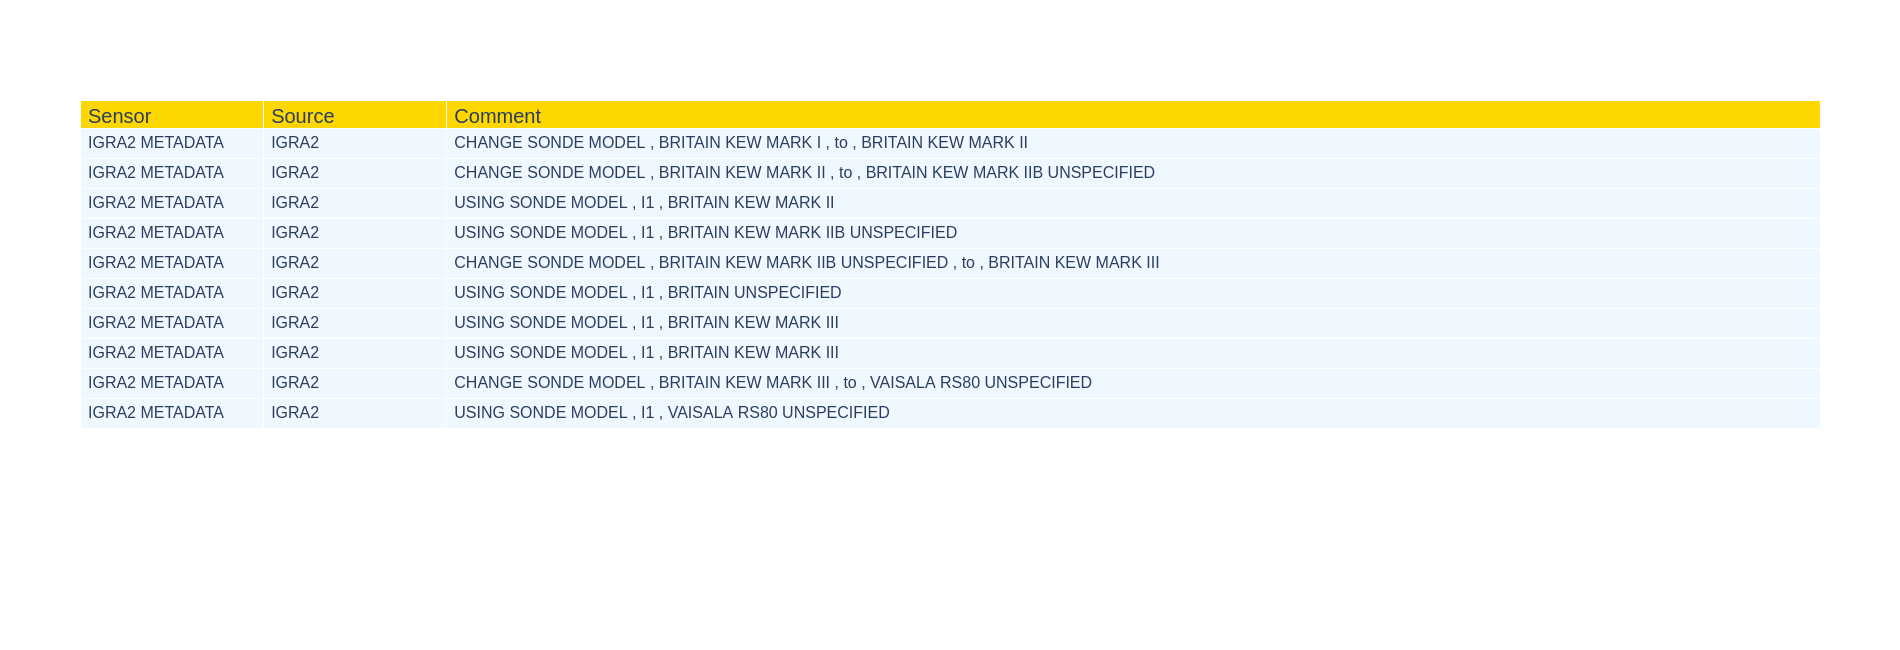 Sensor Source Comment
IGRA2 METADATA IGRA2 CHANGE SONDE MODEL , BRITAIN KEW MARK I , to , BRITAIN KEW MARK II
IGRA2 METADATA IGRA2 CHANGE SONDE MODEL , BRITAIN KEW MARK II , to , BRITAIN KEW MARK IIB UNSPECIFIED
IGRA2 METADATA IGRA2 USING SONDE MODEL , I1 , BRITAIN KEW MARK II
IGRA2 METADATA IGRA2 USING SONDE MODEL , I1 , BRITAIN KEW MARK IIB UNSPECIFIED
IGRA2 METADATA IGRA2 CHANGE SONDE MODEL , BRITAIN KEW MARK IIB UNSPECIFIED , to , BRITAIN KEW MARK III
IGRA2 METADATA IGRA2 USING SONDE MODEL , I1 , BRITAIN UNSPECIFIED
IGRA2 METADATA IGRA2 USING SONDE MODEL , I1 , BRITAIN KEW MARK III
IGRA2 METADATA IGRA2 USING SONDE MODEL , I1 , BRITAIN KEW MARK III
IGRA2 METADATA IGRA2 CHANGE SONDE MODEL , BRITAIN KEW MARK III , to , VAISALA RS80 UNSPECIFIED
IGRA2 METADATA IGRA2 USING SONDE MODEL , I1 , VAISALA RS80 UNSPECIFIED